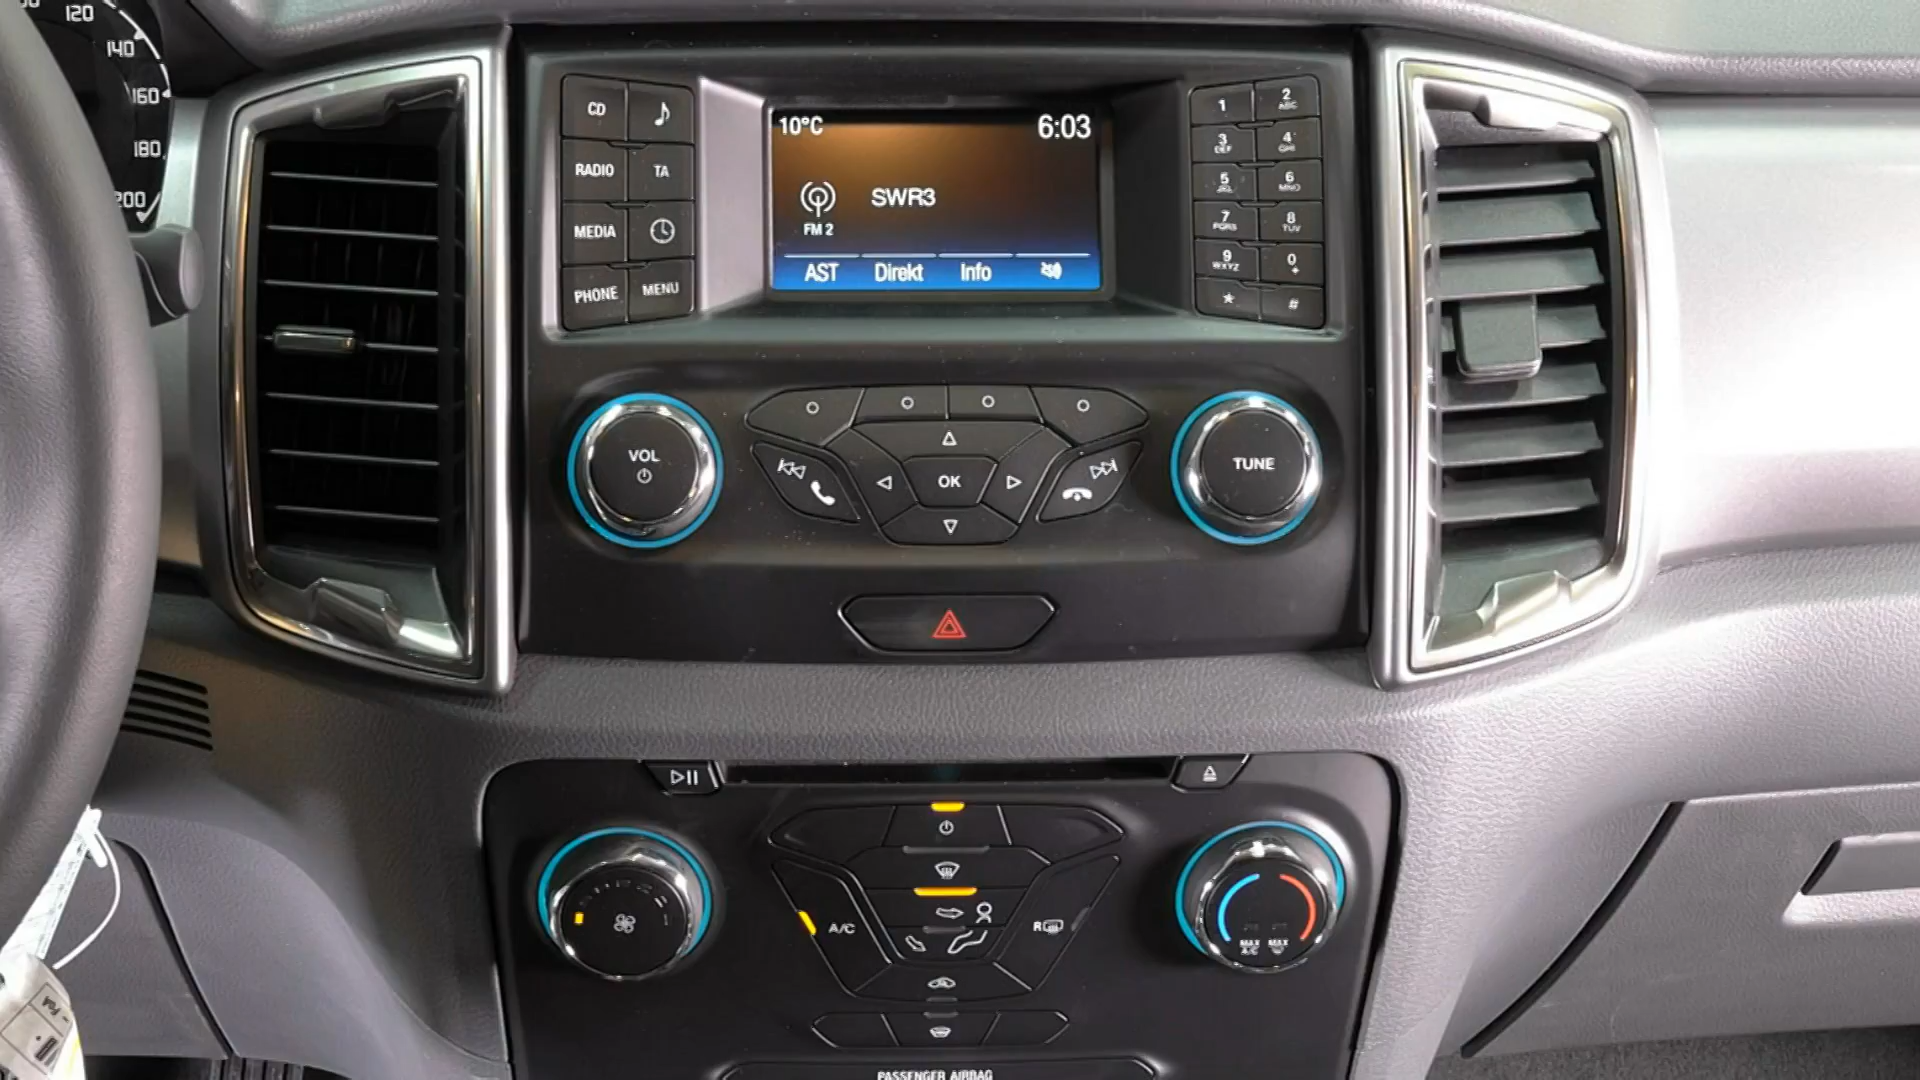 120
140
160
180
200
CD
RADIO TA
MEDIA
PHONE MENU
10°C 6:03
SWR3
FM 2
AST Direkt Info
1 2 ABC
3 DEF 4 GHI
5 JKL 6 MNO
7 PQRS 8 TUV
9 WXYZ 0 +
* #
VOL
OK
TUNE
A/C
R
MAX A/C MAX
PASSENGER AIRBAG